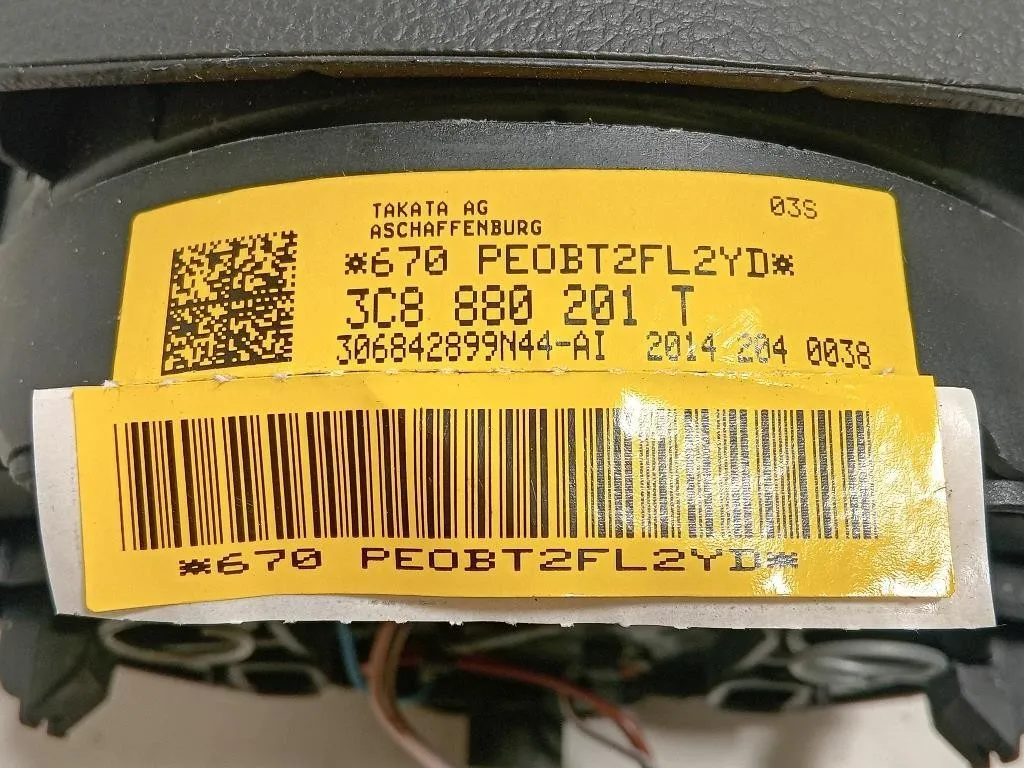 TAKATA AG
03S
ASCHAFFENBURG
*670 PEOBT2FL2YD*
3C8 880 201 T
306842899N44-AI 2014 204 0038
*670 PEOBT2FL2YD*